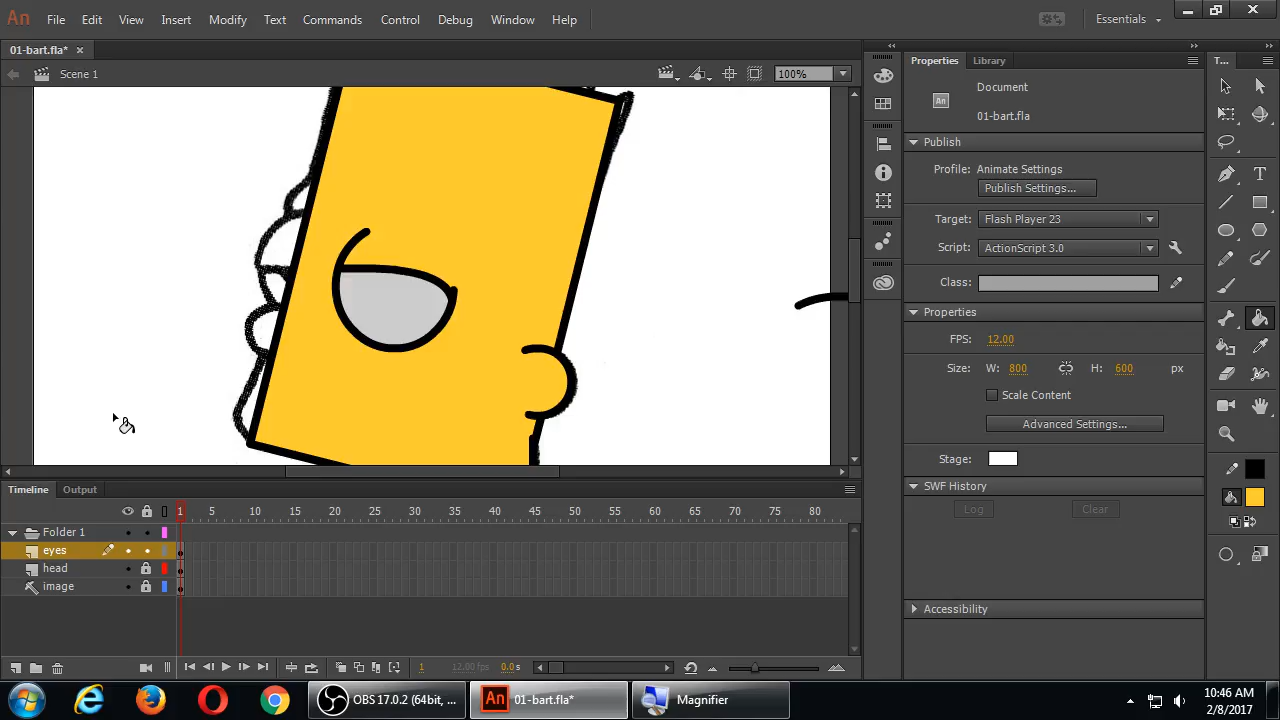 An File Edit View Insert Modify Text Commands Control Debug Window Help Essentials
01-bart.fla* ×
Scene 1 100%
Properties Library T...
Document
An 01-bart.fla
Publish
Profile: Animate Settings
Publish Settings...
Target: Flash Player 23
Script: ActionScript 3.0
Class:
Properties
FPS: 12.00
Size: W: 800 H: 600 px
Scale Content
Advanced Settings...
Stage:
SWF History
Log Clear
Accessibility
Timeline Output
1 5 10 15 20 25 30 35 40 45 50 55 60 65 70 75 80
Folder 1
eyes
head
image
1 12.00 fps 0.0 s
OBS 17.0.2 (64bit, ... An 01-bart.fla* Magnifier
10:46 AM
2/8/2017